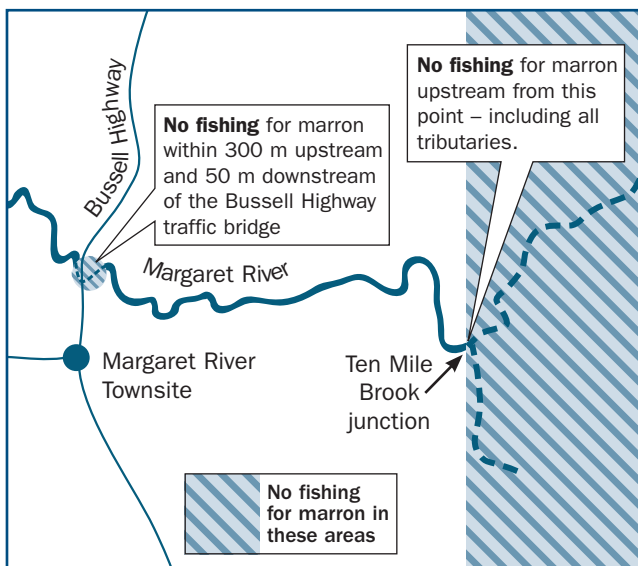 Bussell Highway
No fishing for marron
within 300 m upstream
and 50 m downstream
of the Bussell Highway
traffic bridge
No fishing for marron
upstream from this
point – including all
tributaries.
Margaret River
Margaret River
Townsite
Ten Mile
Brook
junction
No fishing
for marron in
these areas